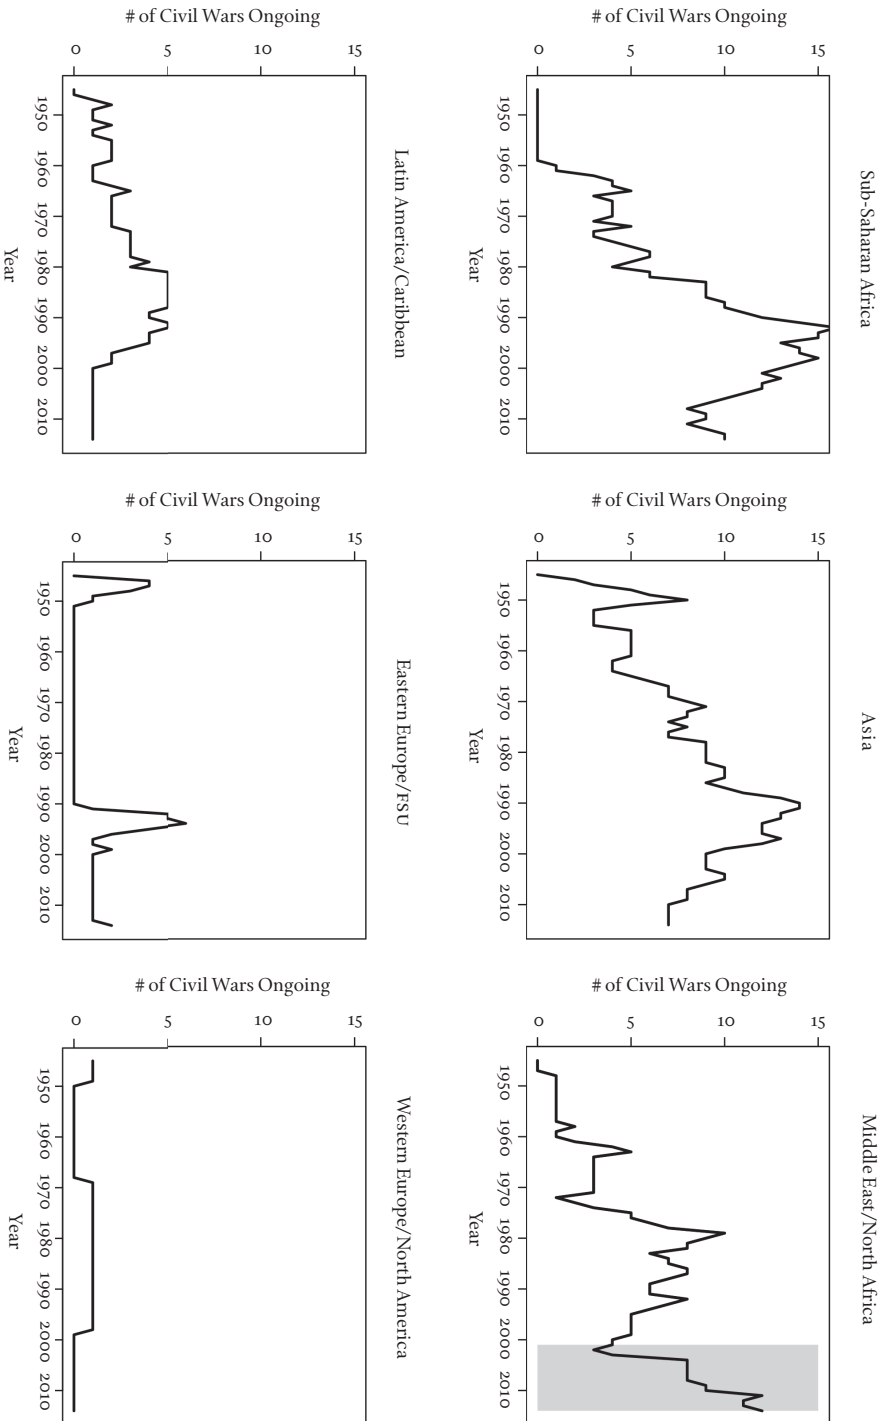 Sub-Saharan Africa
# of Civil Wars Ongoing
15
10
5
0
1950 1960 1970 1980 1990 2000 2010
Year
Asia
# of Civil Wars Ongoing
15
10
5
0
1950 1960 1970 1980 1990 2000 2010
Year
Middle East/North Africa
# of Civil Wars Ongoing
15
10
5
0
1950 1960 1970 1980 1990 2000 2010
Year
Latin America/Caribbean
# of Civil Wars Ongoing
15
10
5
0
1950 1960 1970 1980 1990 2000 2010
Year
Eastern Europe/FSU
# of Civil Wars Ongoing
15
10
5
0
1950 1960 1970 1980 1990 2000 2010
Year
Western Europe/North America
# of Civil Wars Ongoing
15
10
5
0
1950 1960 1970 1980 1990 2000 2010
Year